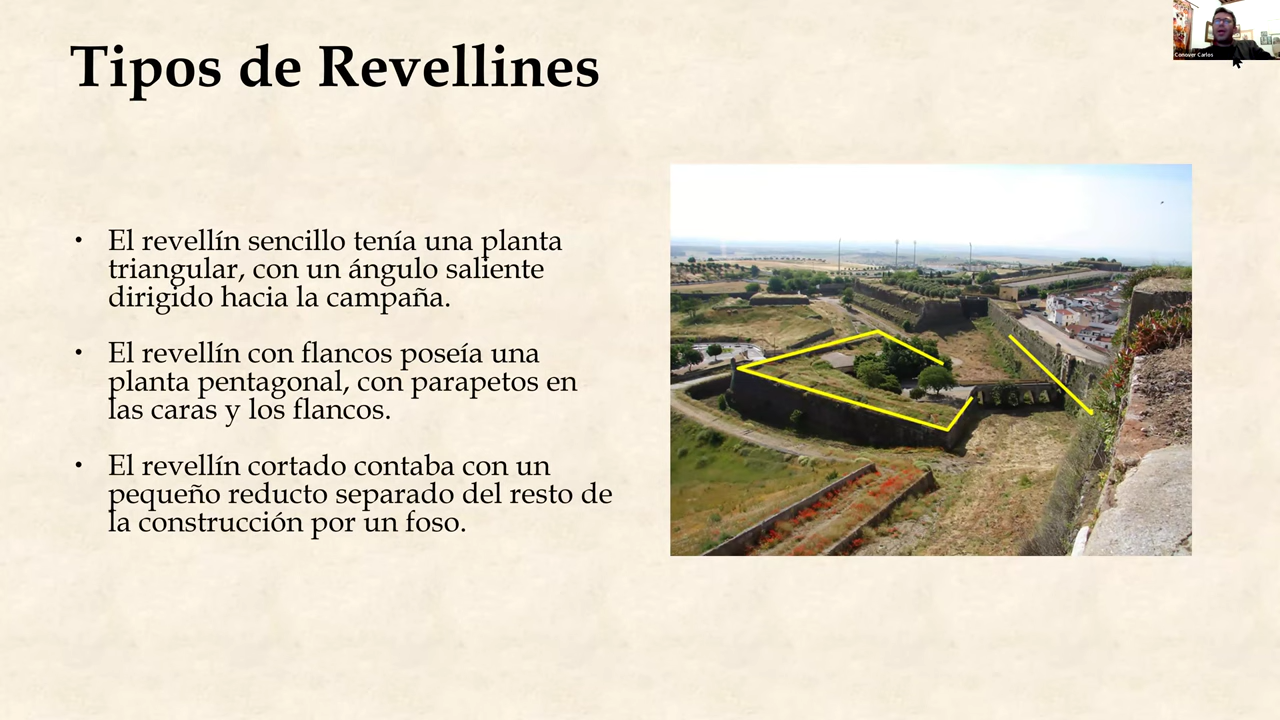 Conover Carlos
Tipos de Revellines
• El revellín sencillo tenía una planta
triangular, con un ángulo saliente
dirigido hacia la campaña.
• El revellín con flancos poseía una
planta pentagonal, con parapetos en
las caras y los flancos.
• El revellín cortado contaba con un
pequeño reducto separado del resto de
la construcción por un foso.